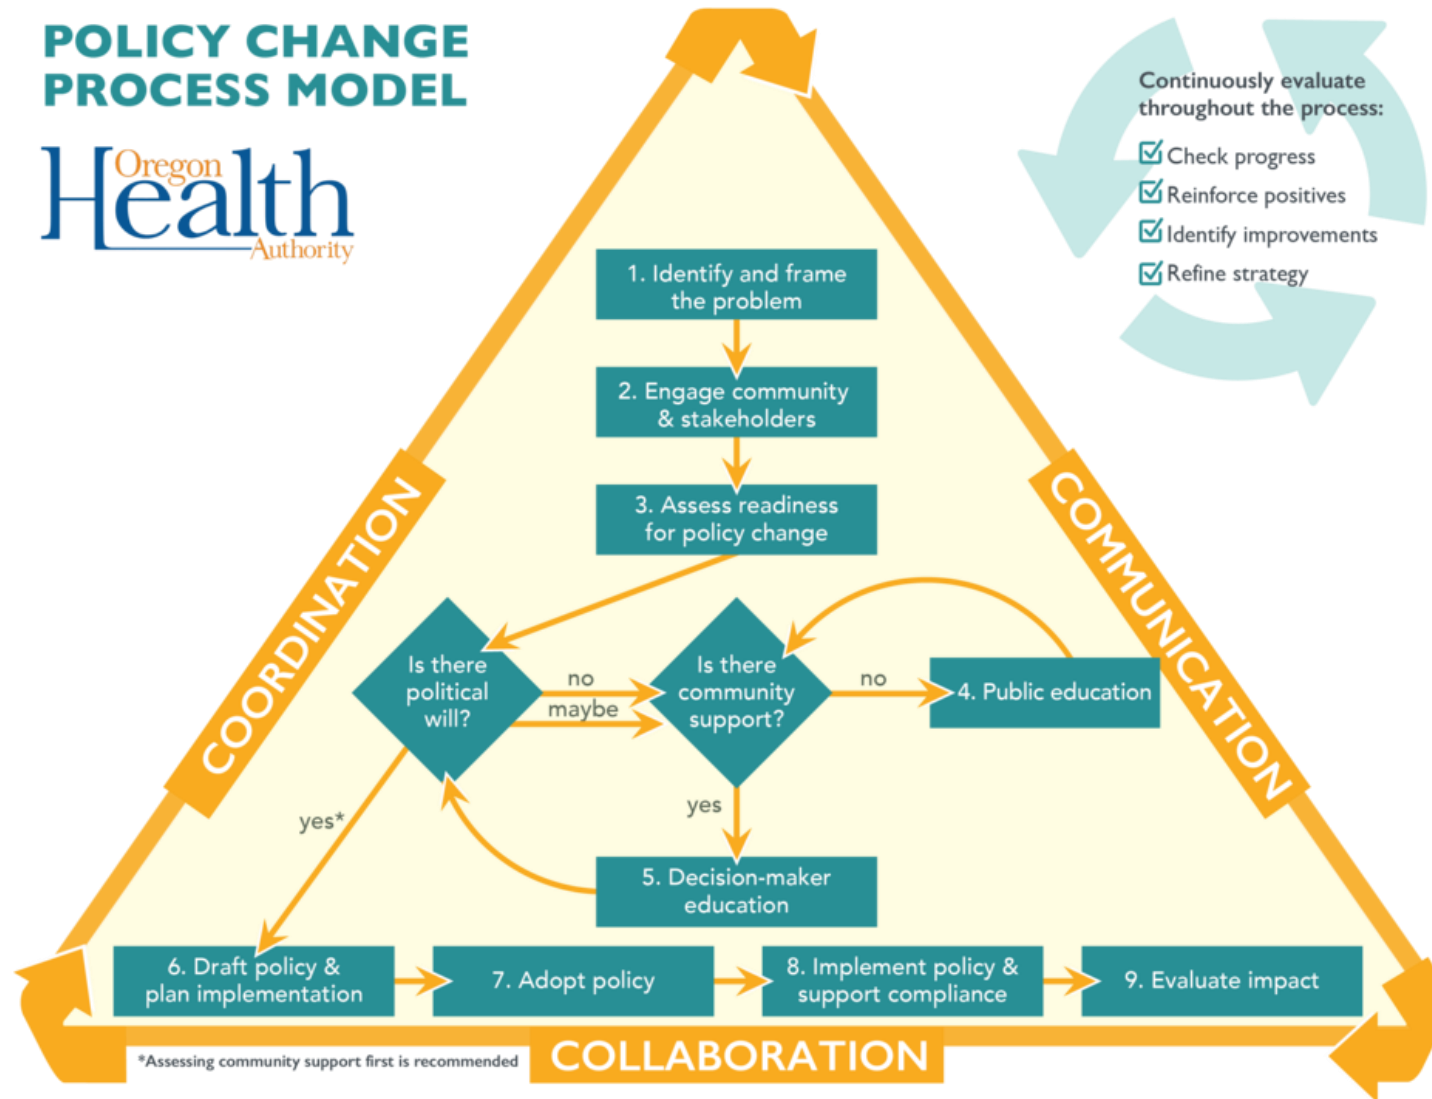 POLICY CHANGE
PROCESS MODEL
Oregon
Health
Authority
Continuously evaluate
throughout the process:
Check progress
Reinforce positives
Identify improvements
Refine strategy
1. Identify and frame
the problem
2. Engage community
& stakeholders
3. Assess readiness
for policy change
COORDINATION
COMMUNICATION
Is there
political
will?
no
maybe
Is there
community
support?
no
4. Public education
yes*
yes
5. Decision-maker
education
6. Draft policy &
plan implementation
7. Adopt policy
8. Implement policy &
support compliance
9. Evaluate impact
*Assessing community support first is recommended
COLLABORATION